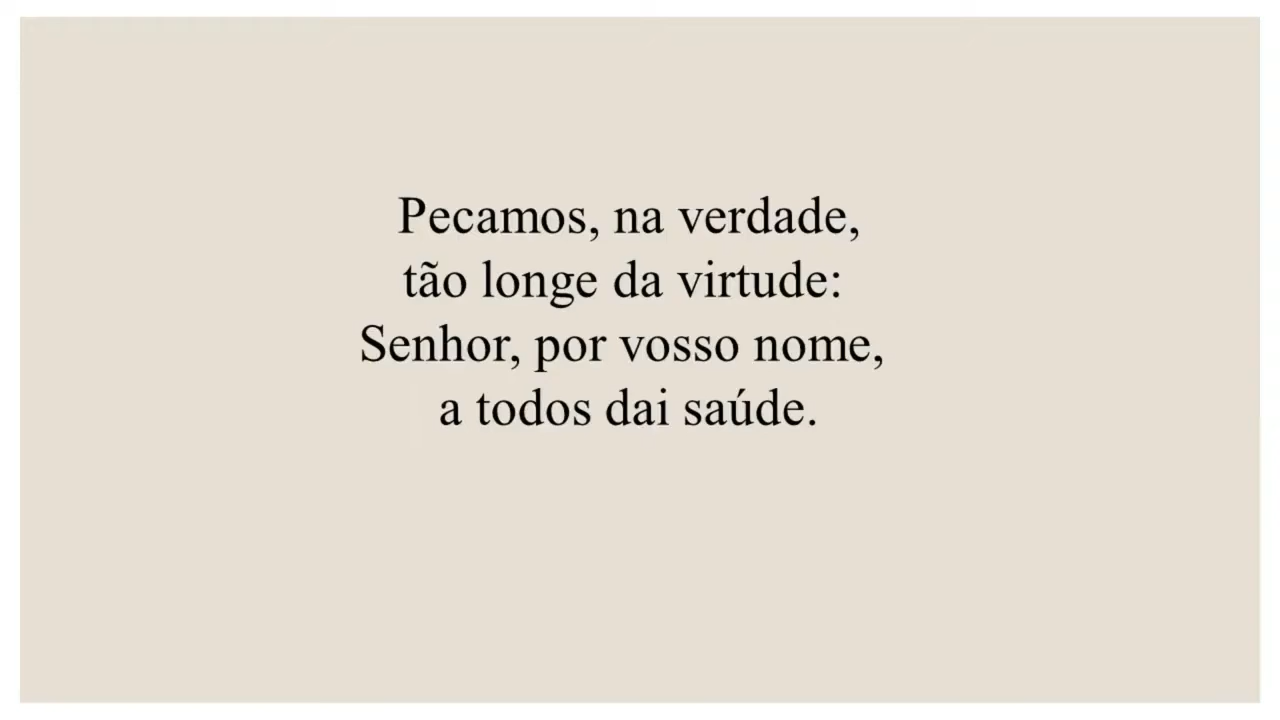 Pecamos, na verdade,
tão longe da virtude:
Senhor, por vosso nome,
a todos dai saúde.